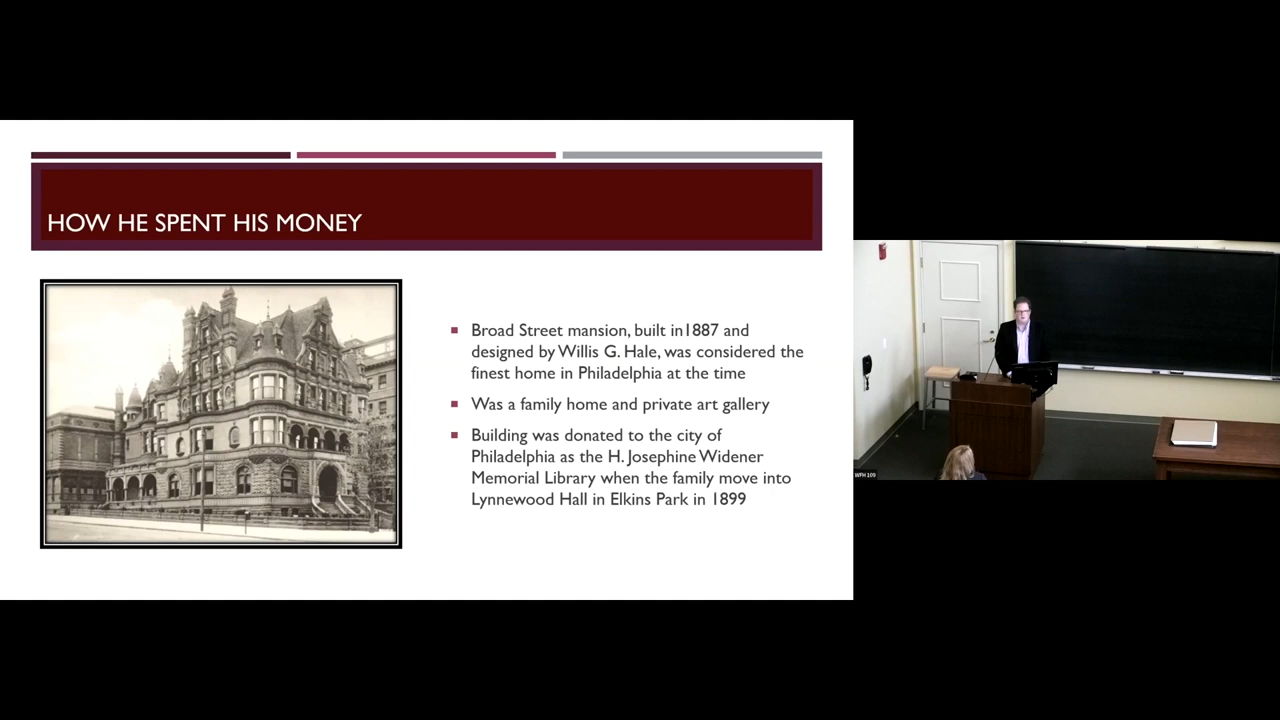 HOW HE SPENT HIS MONEY
Broad Street mansion, built in1887 and
designed by Willis G. Hale, was considered the
finest home in Philadelphia at the time
Was a family home and private art gallery
Building was donated to the city of
Philadelphia as the H. Josephine Widener
Memorial Library when the family move into
Lynnewood Hall in Elkins Park in 1899
WFH 109